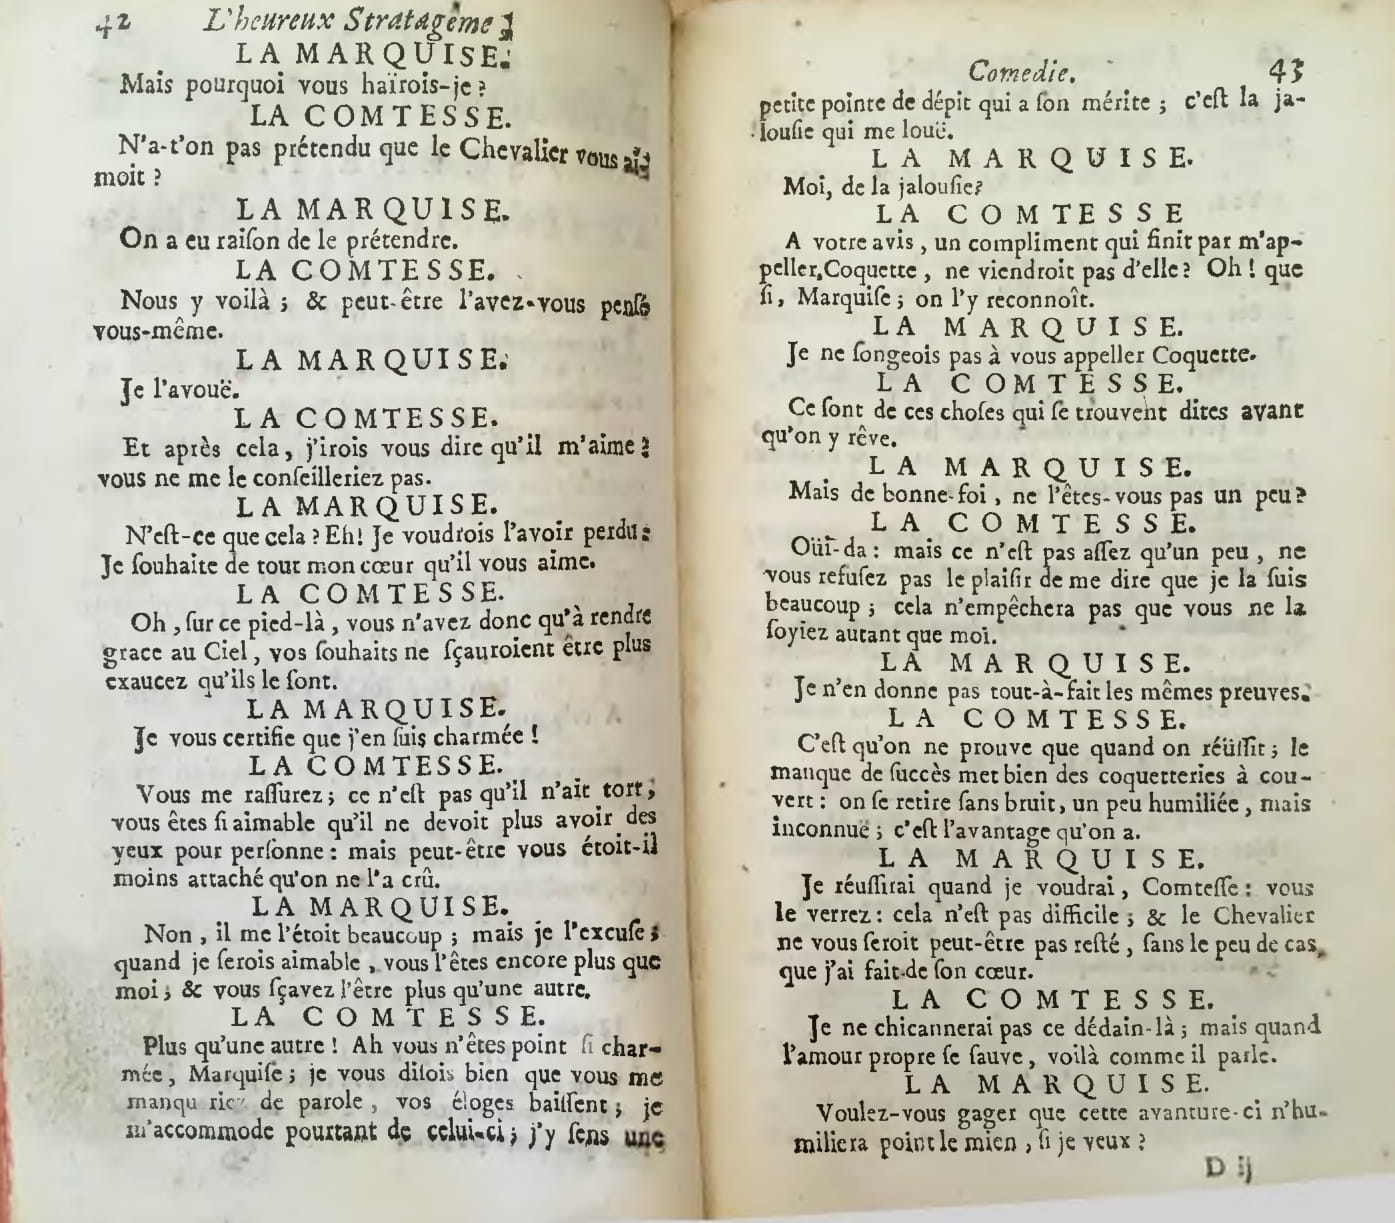 42 L'heureux Stratagême,
LA MARQUISE.
Mais pourquoi vous haïrois-je ?
LA COMTESSE.
N'a-t'on pas prétendu que le Chevalier vous ai-
moit ?
LA MARQUISE.
On a eu raiſon de le prétendre.
LA COMTESSE.
Nous y voilà ; & peut-être l'avez-vous penſé
vous-même.
LA MARQUISE.
Je l'avouë.
LA COMTESSE.
Et après cela, j'irois vous dire qu'il m'aime ?
vous ne me le conſeilleriez pas.
LA MARQUISE.
N'eſt-ce que cela ? Eh! Je voudrois l'avoir perdu :
Je ſouhaite de tout mon cœur qu'il vous aime.
LA COMTESSE.
Oh, ſur ce pied-là, vous n'avez donc qu'à rendre
grace au Ciel, vos ſouhaits ne ſçauroient être plus
exaucez qu'ils le ſont.
LA MARQUISE.
Je vous certifie que j'en ſuis charmée !
LA COMTESSE.
Vous me raſſurez ; ce n'eſt pas qu'il n'ait tort ;
vous êtes ſi aimable qu'il ne devoit plus avoir des
yeux pour perſonne : mais peut-être vous étoit-il
moins attaché qu'on ne l'a crû.
LA MARQUISE.
Non, il me l'étoit beaucoup ; mais je l'excuſe ;
quand je ſerois aimable, vous l'êtes encore plus que
moi ; & vous ſçavez l'être plus qu'une autre.
LA COMTESSE.
Plus qu'une autre ! Ah vous n'êtes point ſi char-
mée, Marquiſe ; je vous diſois bien que vous me
manqu riez de parole, vos éloges baiſſent ; je
m'accommode pourtant de celui-ci ; j'y ſens une
Comedie. 43
petite pointe de dépit qui a ſon mérite ; c'eſt la ja-
louſie qui me louë.
LA MARQUISE.
Moi, de la jalouſie ?
LA COMTESSE
A votre avis, un compliment qui finit par m'ap-
peller, Coquette, ne viendroit pas d'elle ? Oh ! que
ſi, Marquiſe ; on l'y reconnoît.
LA MARQUISE.
Je ne ſongeois pas à vous appeller Coquette.
LA COMTESSE.
Ce ſont de ces choſes qui ſe trouvent dites avant
qu'on y rêve.
LA MARQUISE.
Mais de bonne-foi, ne l'êtes-vous pas un peu ?
LA COMTESSE.
Oüi-da : mais ce n'eſt pas aſſez qu'un peu, ne
vous refuſez pas le plaiſir de me dire que je la ſuis
beaucoup ; cela n'empêchera pas que vous ne la
ſoyiez autant que moi.
LA MARQUISE.
Je n'en donne pas tout-à-fait les mêmes preuves.
LA COMTESSE.
C'eſt qu'on ne prouve que quand on réüſſit ; le
manque de ſuccès met bien des coquetteries à cou-
vert : on ſe retire ſans bruit, un peu humiliée, mais
inconnuë ; c'eſt l'avantage qu'on a.
LA MARQUISE.
Je réuſſirai quand je voudrai, Comteſſe : vous
le verrez : cela n'eſt pas difficile ; & le Chevalier
ne vous ſeroit peut-être pas reſté, ſans le peu de cas,
que j'ai fait de ſon cœur.
LA COMTESSE.
Je ne chicannerai pas ce dédain-là ; mais quand
l'amour propre ſe ſauve, voilà comme il parle.
LA MARQUISE.
Voulez-vous gager que cette avanture-ci n'hu-
miliera point le mien, ſi je veux ?
D ij